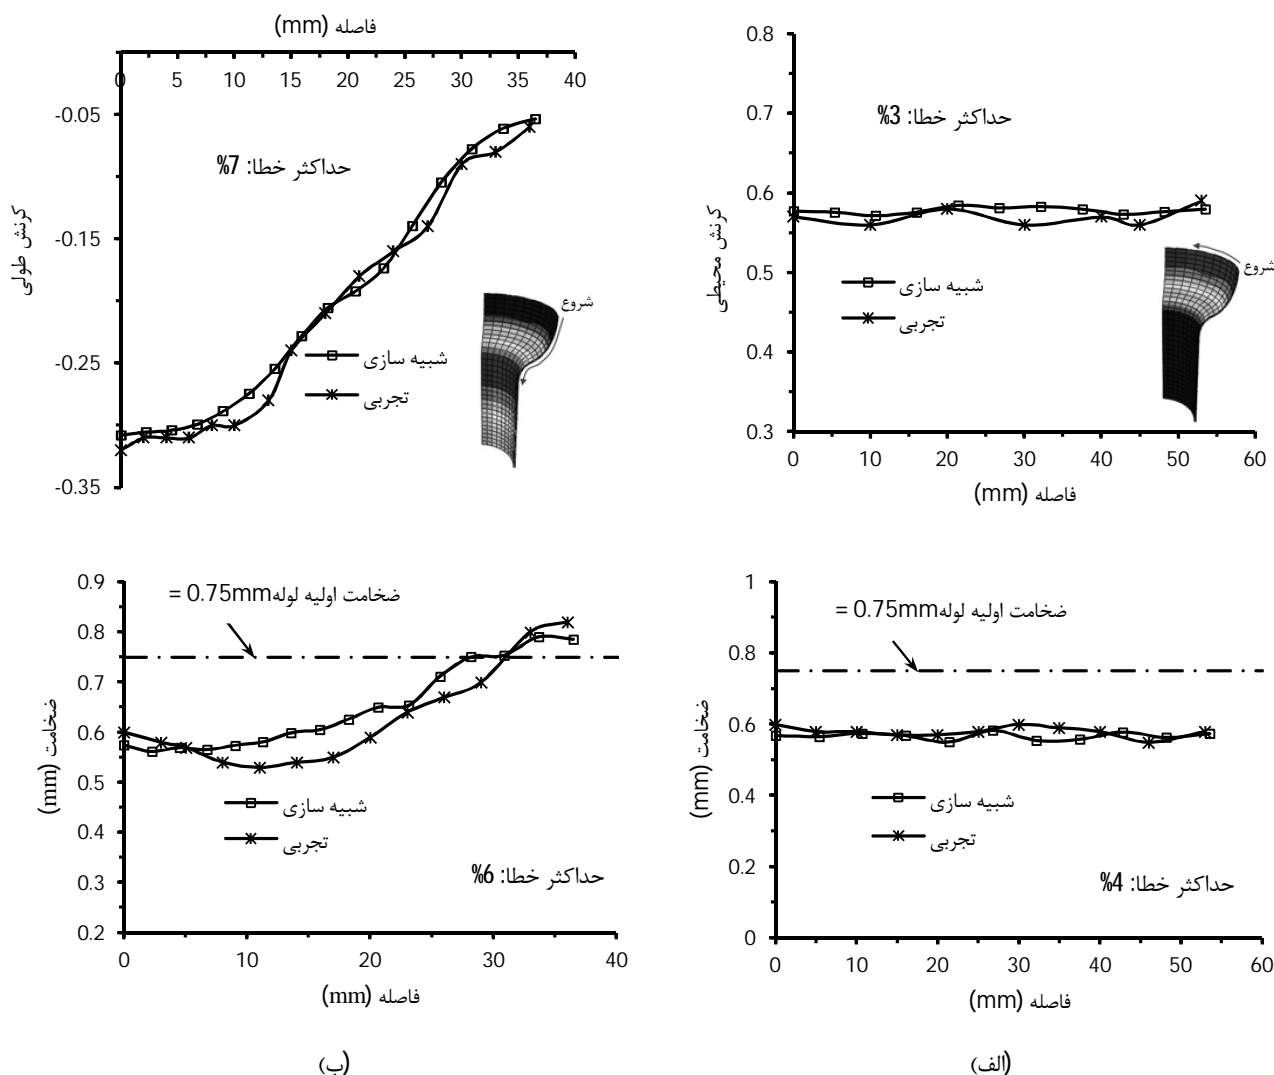 فاصله (mm)
0 5 10 15 20 25 30 35 40
-0.05
-0.15
-0.25
-0.35
کرنش طولی
حداکثر خطا: 7%
شروع
شبیه سازی
تجربی
0.8
0.7
0.6
0.5
0.4
0.3
کرنش محیطی
حداکثر خطا: 3%
شروع
شبیه سازی
تجربی
0 10 20 30 40 50 60
فاصله (mm)
0.9
0.8
0.7
0.6
0.5
0.4
0.3
0.2
ضخامت (mm)
ضخامت اولیه لوله = 0.75mm
شبیه سازی
تجربی
حداکثر خطا: 6%
0 10 20 30 40
فاصله (mm)
(ب)
1
0.8
0.6
0.4
0.2
0
ضخامت (mm)
ضخامت اولیه لوله = 0.75mm
شبیه سازی
تجربی
حداکثر خطا: 4%
0 10 20 30 40 50 60
فاصله (mm)
(الف)